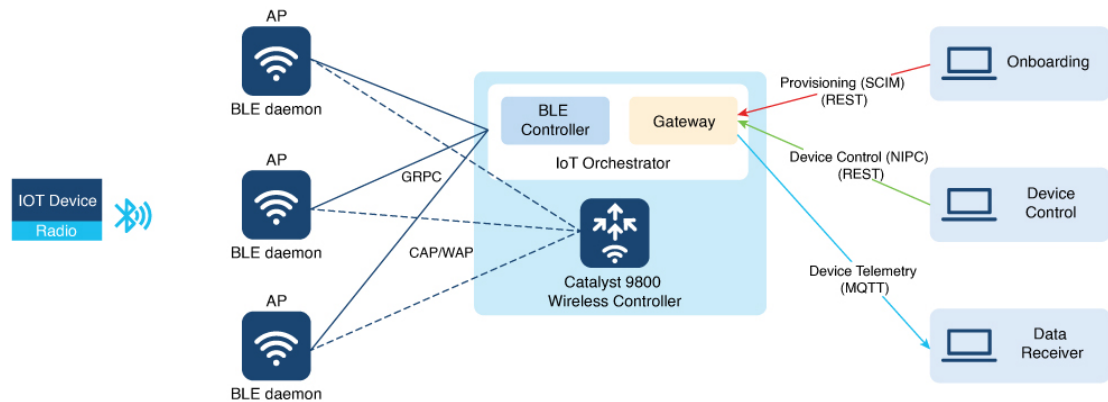 IOT Device
Radio
AP
BLE daemon
AP
BLE daemon
AP
BLE daemon
GRPC
CAP/WAP
BLE
Controller
Gateway
IoT Orchestrator
Catalyst 9800
Wireless Controller
Provisioning (SCIM)
(REST)
Device Control (NIPC)
(REST)
Device Telemetry
(MQTT)
Onboarding
Device
Control
Data
Receiver